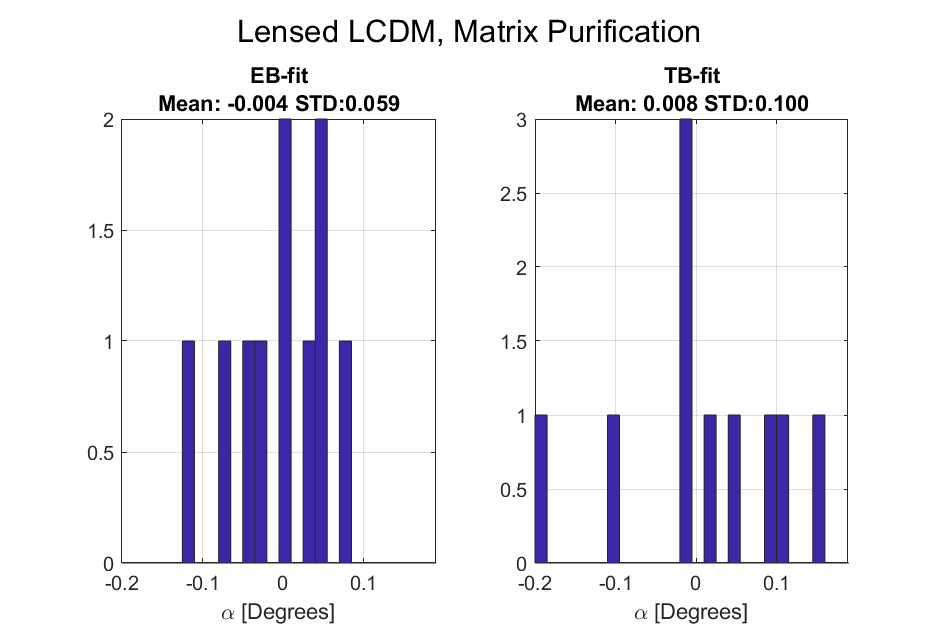 Lensed LCDM, Matrix Purification
EB-fit
Mean: -0.004 STD:0.059
2
1.5
1
0.5
0
-0.2 -0.1 0 0.1
α [Degrees]
TB-fit
Mean: 0.008 STD:0.100
3
2.5
2
1.5
1
0.5
0
-0.2 -0.1 0 0.1
α [Degrees]